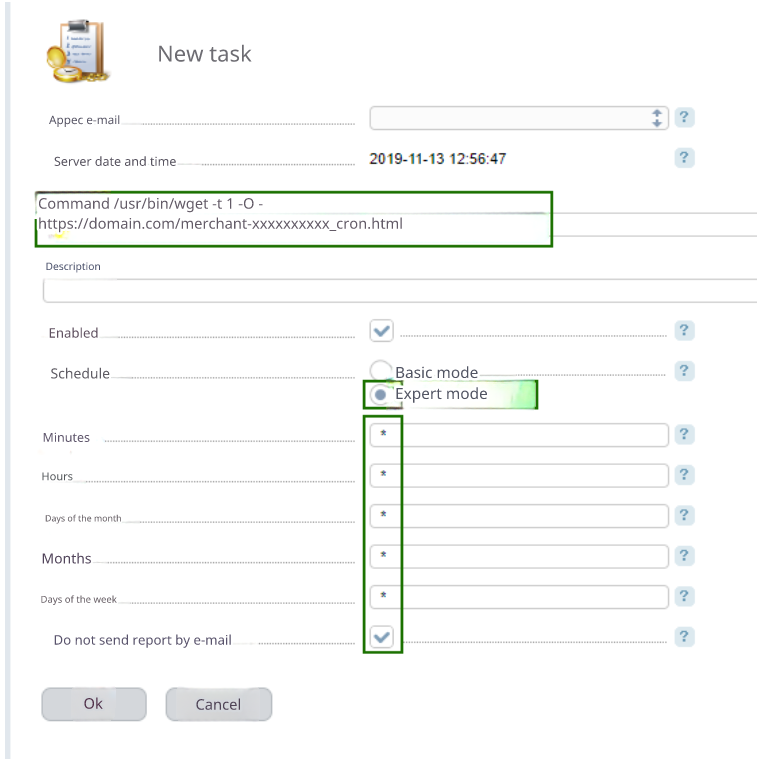 New task
Appec e-mail
?
Server date and time
2019-11-13 12:56:47
?
Command /usr/bin/wget -t 1 -O -
https://domain.com/merchant-xxxxxxxxxx_cron.html
Description
Enabled
?
Schedule
Basic mode
?
Expert mode
Minutes
*
?
Hours
*
?
Days of the month
*
?
Months
*
?
Days of the week
*
?
Do not send report by e-mail
?
Ok
Cancel